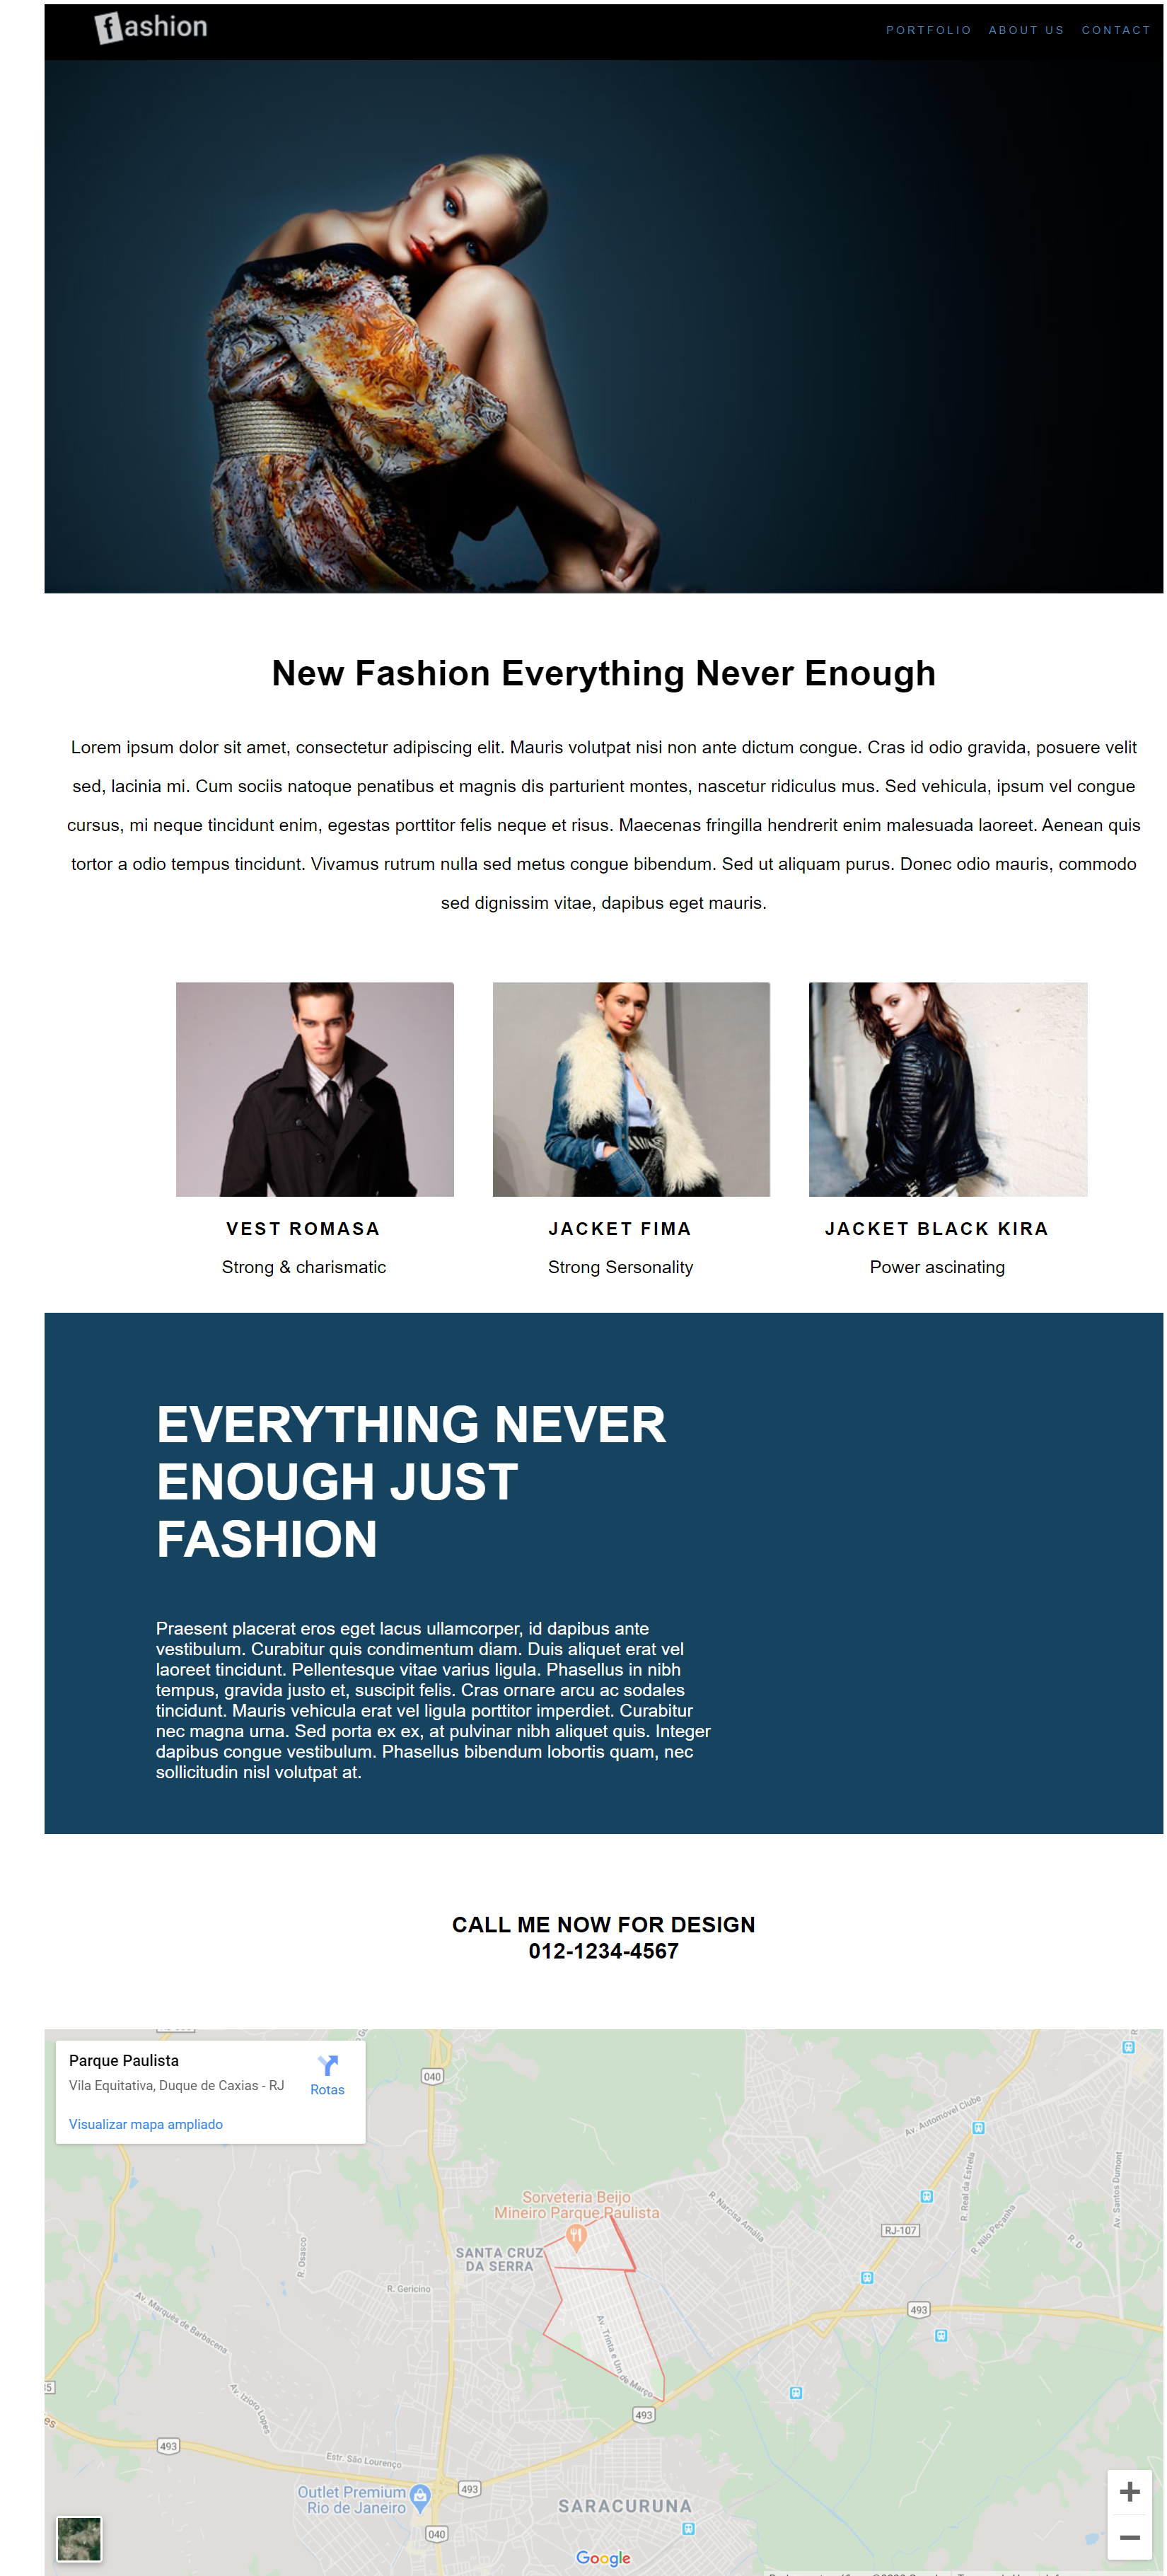 fashion
PORTFOLIO ABOUT US CONTACT
New Fashion Everything Never Enough
Lorem ipsum dolor sit amet, consectetur adipiscing elit. Mauris volutpat nisi non ante dictum congue. Cras id odio gravida, posuere velit
sed, lacinia mi. Cum sociis natoque penatibus et magnis dis parturient montes, nascetur ridiculus mus. Sed vehicula, ipsum vel congue
cursus, mi neque tincidunt enim, egestas porttitor felis neque et risus. Maecenas fringilla hendrerit enim malesuada laoreet. Aenean quis
tortor a odio tempus tincidunt. Vivamus rutrum nulla sed metus congue bibendum. Sed ut aliquam purus. Donec odio mauris, commodo
sed dignissim vitae, dapibus eget mauris.
VEST ROMASA
Strong & charismatic
JACKET FIMA
Strong Sersonality
JACKET BLACK KIRA
Power ascinating
EVERYTHING NEVER
ENOUGH JUST
FASHION
Praesent placerat eros eget lacus ullamcorper, id dapibus ante
vestibulum. Curabitur quis condimentum diam. Duis aliquet erat vel
laoreet tincidunt. Pellentesque vitae varius ligula. Phasellus in nibh
tempus, gravida justo et, suscipit felis. Cras ornare arcu ac sodales
tincidunt. Mauris vehicula erat vel ligula porttitor imperdiet. Curabitur
nec magna urna. Sed porta ex ex, at pulvinar nibh aliquet quis. Integer
dapibus congue vestibulum. Phasellus bibendum lobortis quam, nec
sollicitudin nisl volutpat at.
CALL ME NOW FOR DESIGN
012-1234-4567
Parque Paulista
Vila Equitativa, Duque de Caxias - RJ
Rotas
Visualizar mapa ampliado
040
Av. Automóvel Clube
R. Real da Estrela
Av. Santos Dumont
R. Narcisa Amália
Sorveteria Beijo
Mineiro Parque Paulista
RJ-107
R. Nilo Peçanha
R. D
R. Osasco
SANTA CRUZ
DA SERRA
R. Gericino
Av. Marquês de Barbacena
493
Av. Trinta e Um de Março
Av. Izioto Lopes
493
493
Estr. São Lourenço
493
Outlet Premium
Rio de Janeiro
SARACURUNA
040
Google